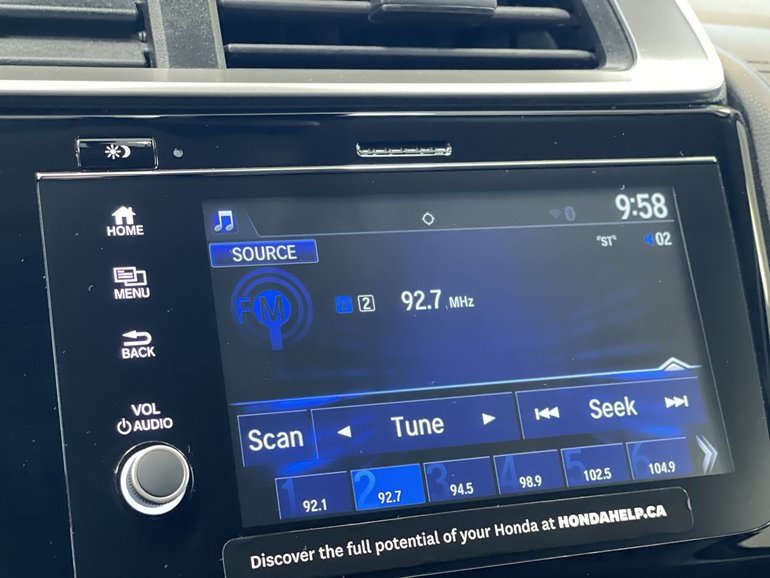 HOME
MENU
BACK
VOL
AUDIO
9:58
SOURCE
"ST" 02
FM
2 92.7 MHz
Scan Tune Seek
1 92.1 2 92.7 3 94.5 4 98.9 5 102.5 6 104.9
Discover the full potential of your Honda at HONDAHELP.CA